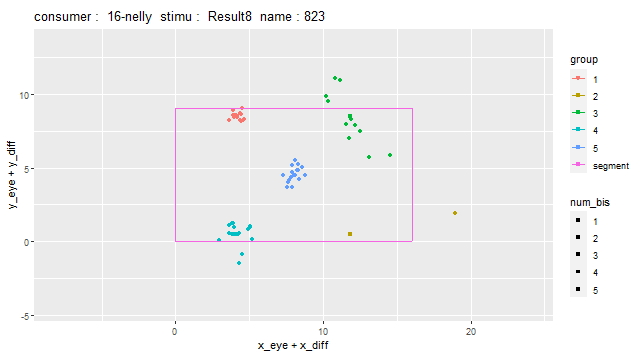 consumer :  16-nelly  stimu :  Result8  name : 823
group
1
2
3
4
5
segment
num_bis
1
2
3
4
5
10
5
0
-5
y_eye + y_diff
0
10
20
x_eye + x_diff